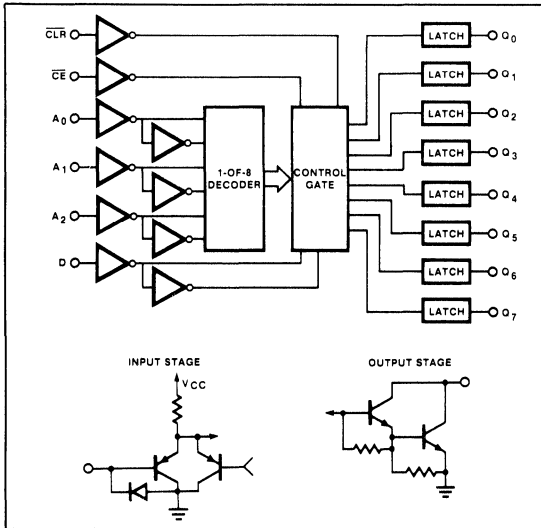 CLR
CE
A0
A1
A2
D
1-OF-8
DECODER
CONTROL
GATE
LATCH Q0
LATCH Q1
LATCH Q2
LATCH Q3
LATCH Q4
LATCH Q5
LATCH Q6
LATCH Q7
INPUT STAGE
VCC
OUTPUT STAGE